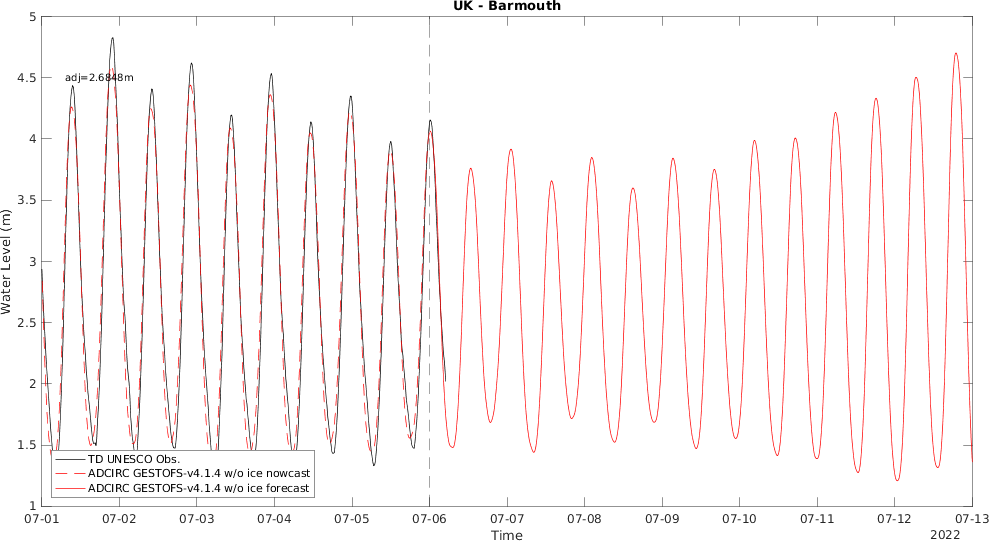 UK - Barmouth
adj=2.6848m
Water Level (m)
5
4.5
4
3.5
3
2.5
2
1.5
1
TD UNESCO Obs.
ADCIRC GESTOFS-v4.1.4 w/o ice nowcast
ADCIRC GESTOFS-v4.1.4 w/o ice forecast
07-01 07-02 07-03 07-04 07-05 07-06 07-07 07-08 07-09 07-10 07-11 07-12 07-13
Time
2022